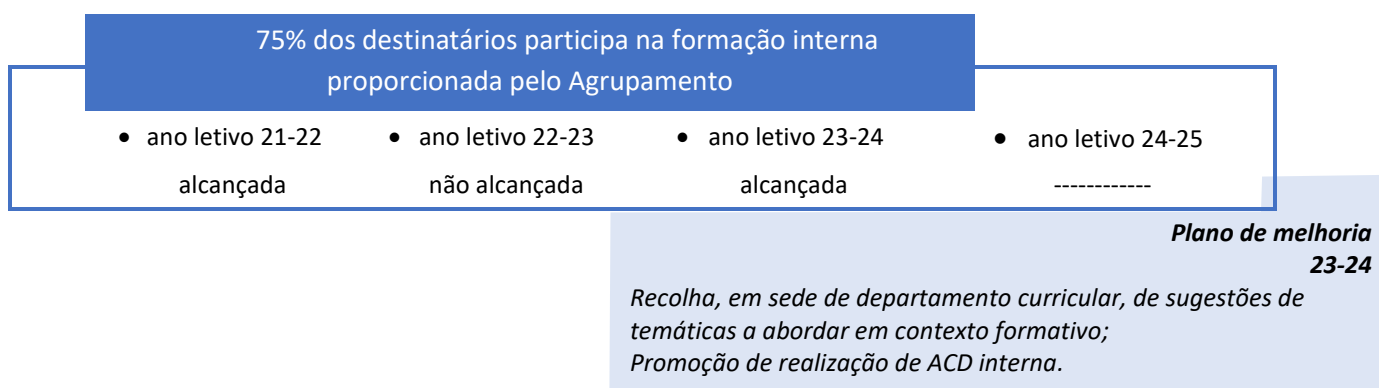 75% dos destinatários participa na formação interna
proporcionada pelo Agrupamento
• ano letivo 21-22
alcançada
• ano letivo 22-23
não alcançada
• ano letivo 23-24
alcançada
• ano letivo 24-25
------------
Plano de melhoria
23-24
Recolha, em sede de departamento curricular, de sugestões de
temáticas a abordar em contexto formativo;
Promoção de realização de ACD interna.